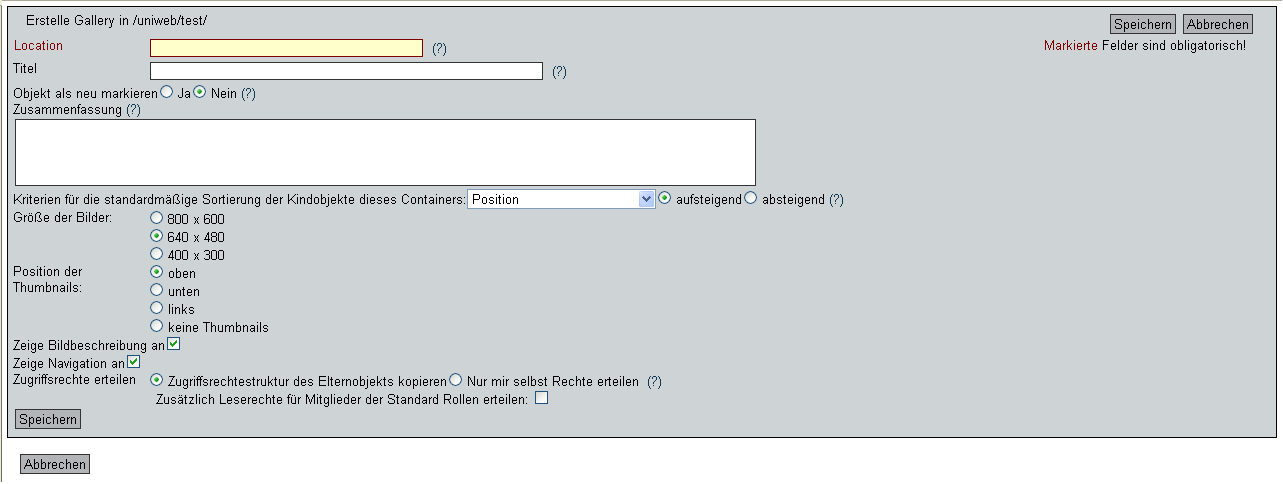 Erstelle Gallery in /uniweb/test/
Speichern Abbrechen
Location (?)
Markierte Felder sind obligatorisch!
Titel (?)
Objekt als neu markieren Ja Nein (?)
Zusammenfassung (?)
Kriterien für die standardmäßige Sortierung der Kindobjekte dieses Containers: Position aufsteigend absteigend (?)
Größe der Bilder: 800 x 600
640 x 480
400 x 300
Position der Thumbnails: oben
unten
links
keine Thumbnails
Zeige Bildbeschreibung an
Zeige Navigation an
Zugriffsrechte erteilen Zugriffsrechtestruktur des Elternobjekts kopieren Nur mir selbst Rechte erteilen (?)
Zusätzlich Leserechte für Mitglieder der Standard Rollen erteilen:
Speichern
Abbrechen